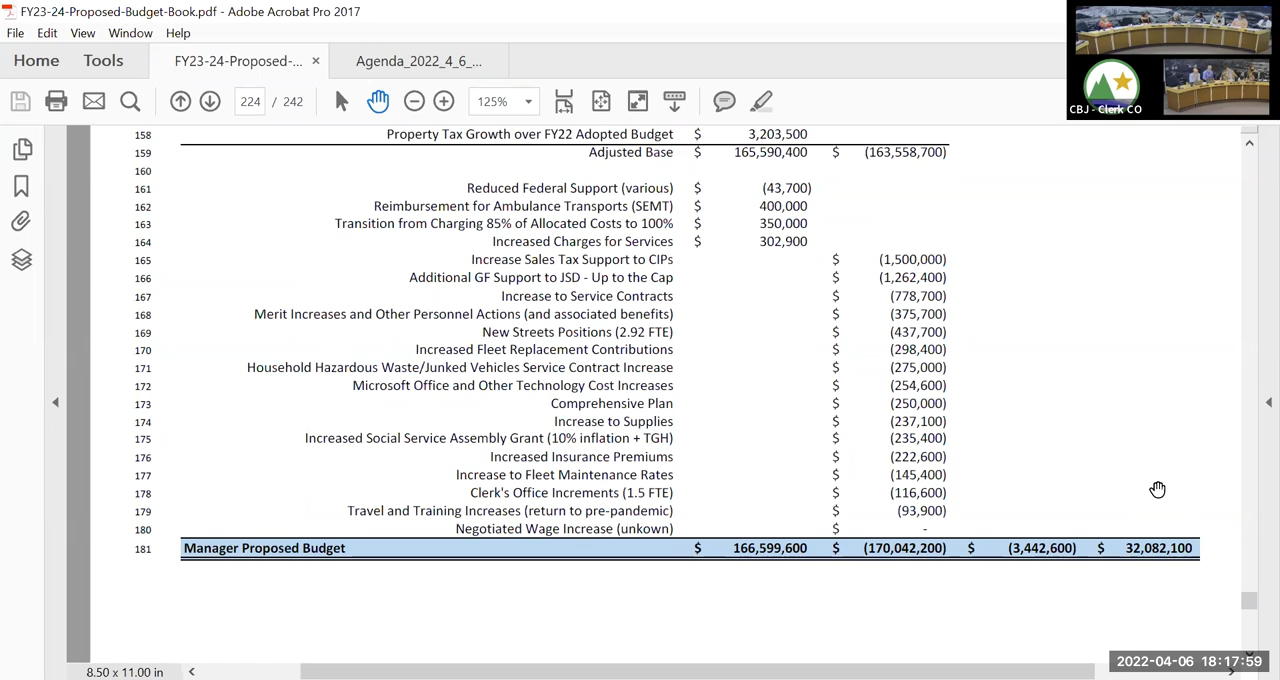 FY23-24-Proposed-Budget-Book.pdf - Adobe Acrobat Pro 2017
File Edit View Window Help
Home Tools FY23-24-Proposed-... × Agenda_2022_4_6_...
224 / 242 125%
CBJ - Clerk CO
158 Property Tax Growth over FY22 Adopted Budget $ 3,203,500
159 Adjusted Base $ 165,590,400 $ (163,558,700)
160
161 Reduced Federal Support (various) $ (43,700)
162 Reimbursement for Ambulance Transports (SEMT) $ 400,000
163 Transition from Charging 85% of Allocated Costs to 100% $ 350,000
164 Increased Charges for Services $ 302,900
165 Increase Sales Tax Support to CIPs $ (1,500,000)
166 Additional GF Support to JSD - Up to the Cap $ (1,262,400)
167 Increase to Service Contracts $ (778,700)
168 Merit Increases and Other Personnel Actions (and associated benefits) $ (375,700)
169 New Streets Positions (2.92 FTE) $ (437,700)
170 Increased Fleet Replacement Contributions $ (298,400)
171 Household Hazardous Waste/Junked Vehicles Service Contract Increase $ (275,000)
172 Microsoft Office and Other Technology Cost Increases $ (254,600)
173 Comprehensive Plan $ (250,000)
174 Increase to Supplies $ (237,100)
175 Increased Social Service Assembly Grant (10% inflation + TGH) $ (235,400)
176 Increased Insurance Premiums $ (222,600)
177 Increase to Fleet Maintenance Rates $ (145,400)
178 Clerk's Office Increments (1.5 FTE) $ (116,600)
179 Travel and Training Increases (return to pre-pandemic) $ (93,900)
180 Negotiated Wage Increase (unkown) $ -
181 Manager Proposed Budget $ 166,599,600 $ (170,042,200) $ (3,442,600) $ 32,082,100
2022-04-06 18:17:59
8.50 x 11.00 in